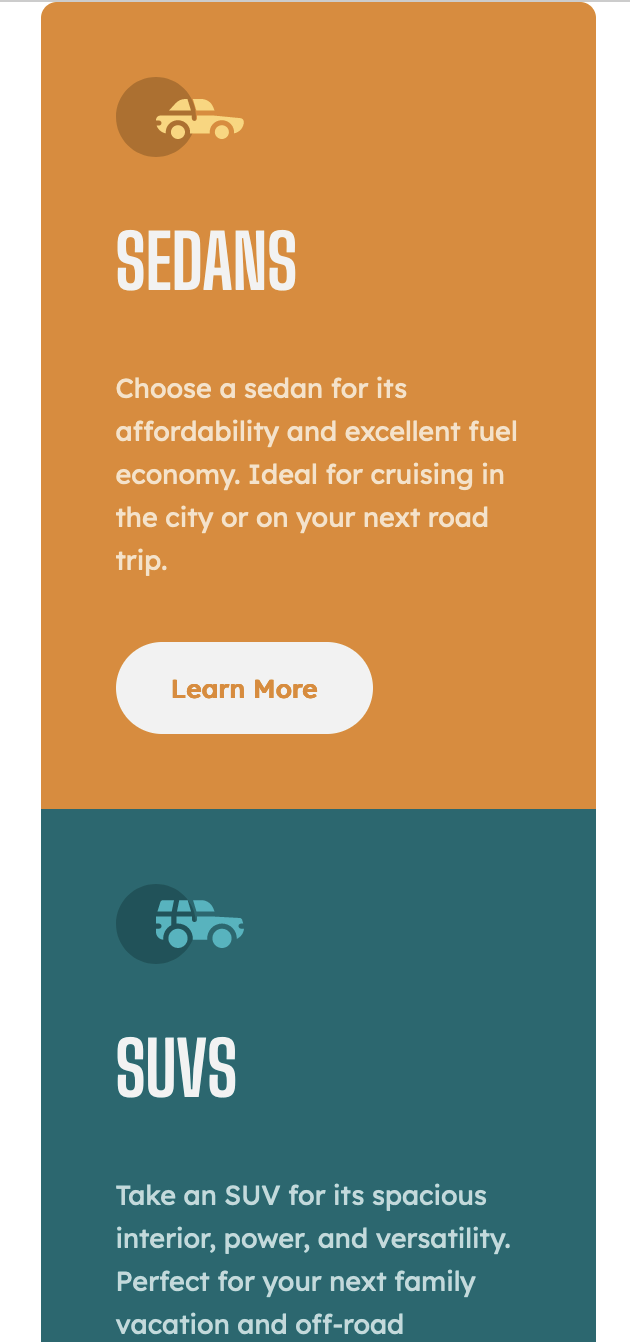 SEDANS
Choose a sedan for its
affordability and excellent fuel
economy. Ideal for cruising in
the city or on your next road
trip.
Learn More
SUVS
Take an SUV for its spacious
interior, power, and versatility.
Perfect for your next family
vacation and off-road